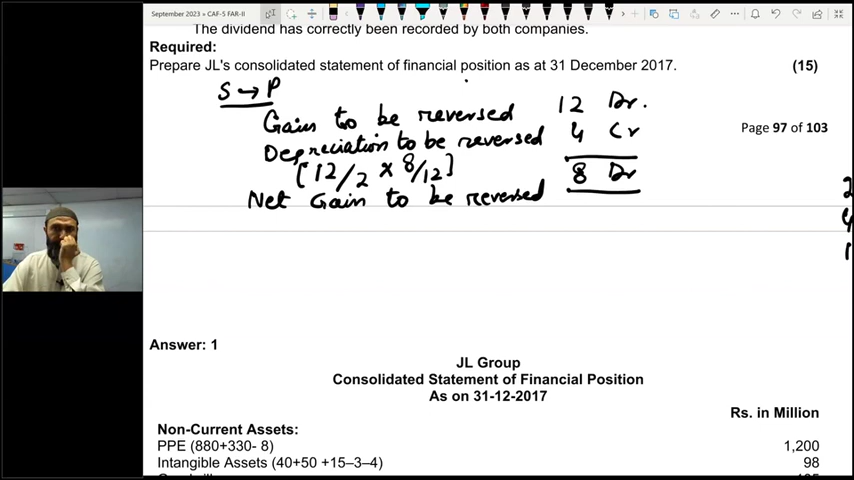 September 2023 » CAF-5 FAR-II
The dividend has correctly been recorded by both companies.
Required:
Prepare JL's consolidated statement of financial position as at 31 December 2017. (15)
S → P
Gain to be reversed 12 Dr.
Depreciation to be reversed 4 Cr
[12/2 × 8/12]
8 Dr
Net Gain to be reversed
Page 97 of 103
Answer: 1
JL Group
Consolidated Statement of Financial Position
As on 31-12-2017
Rs. in Million
Non-Current Assets:
PPE (880+330- 8) 1,200
Intangible Assets (40+50 +15–3–4) 98